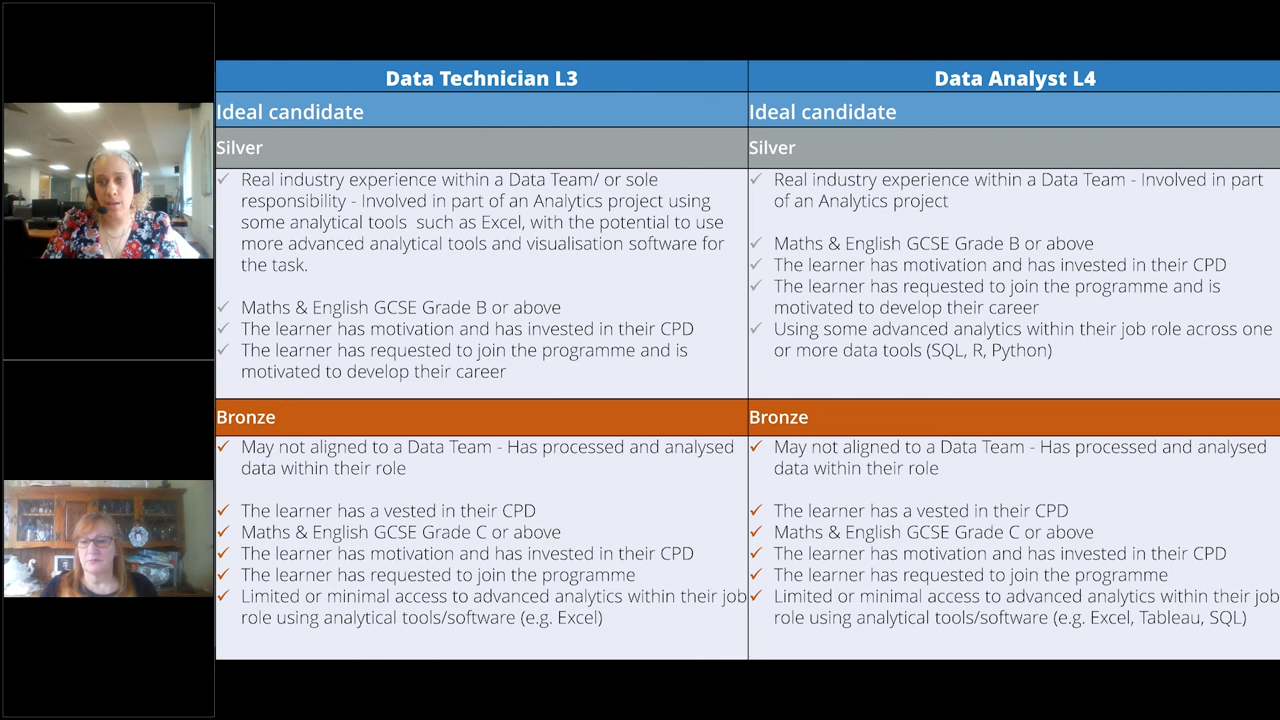 Data Technician L3
Data Analyst L4
Ideal candidate
Ideal candidate
Silver
Silver
Real industry experience within a Data Team/ or sole
responsibility - Involved in part of an Analytics project using
some analytical tools such as Excel, with the potential to use
more advanced analytical tools and visualisation software for
the task.
Maths & English GCSE Grade B or above
The learner has motivation and has invested in their CPD
The learner has requested to join the programme and is
motivated to develop their career
Real industry experience within a Data Team - Involved in part
of an Analytics project
Maths & English GCSE Grade B or above
The learner has motivation and has invested in their CPD
The learner has requested to join the programme and is
motivated to develop their career
Using some advanced analytics within their job role across one
or more data tools (SQL, R, Python)
Bronze
Bronze
May not aligned to a Data Team - Has processed and analysed
data within their role
The learner has a vested in their CPD
Maths & English GCSE Grade C or above
The learner has motivation and has invested in their CPD
The learner has requested to join the programme
Limited or minimal access to advanced analytics within their job
role using analytical tools/software (e.g. Excel)
May not aligned to a Data Team - Has processed and analysed
data within their role
The learner has a vested in their CPD
Maths & English GCSE Grade C or above
The learner has motivation and has invested in their CPD
The learner has requested to join the programme
Limited or minimal access to advanced analytics within their job
role using analytical tools/software (e.g. Excel, Tableau, SQL)